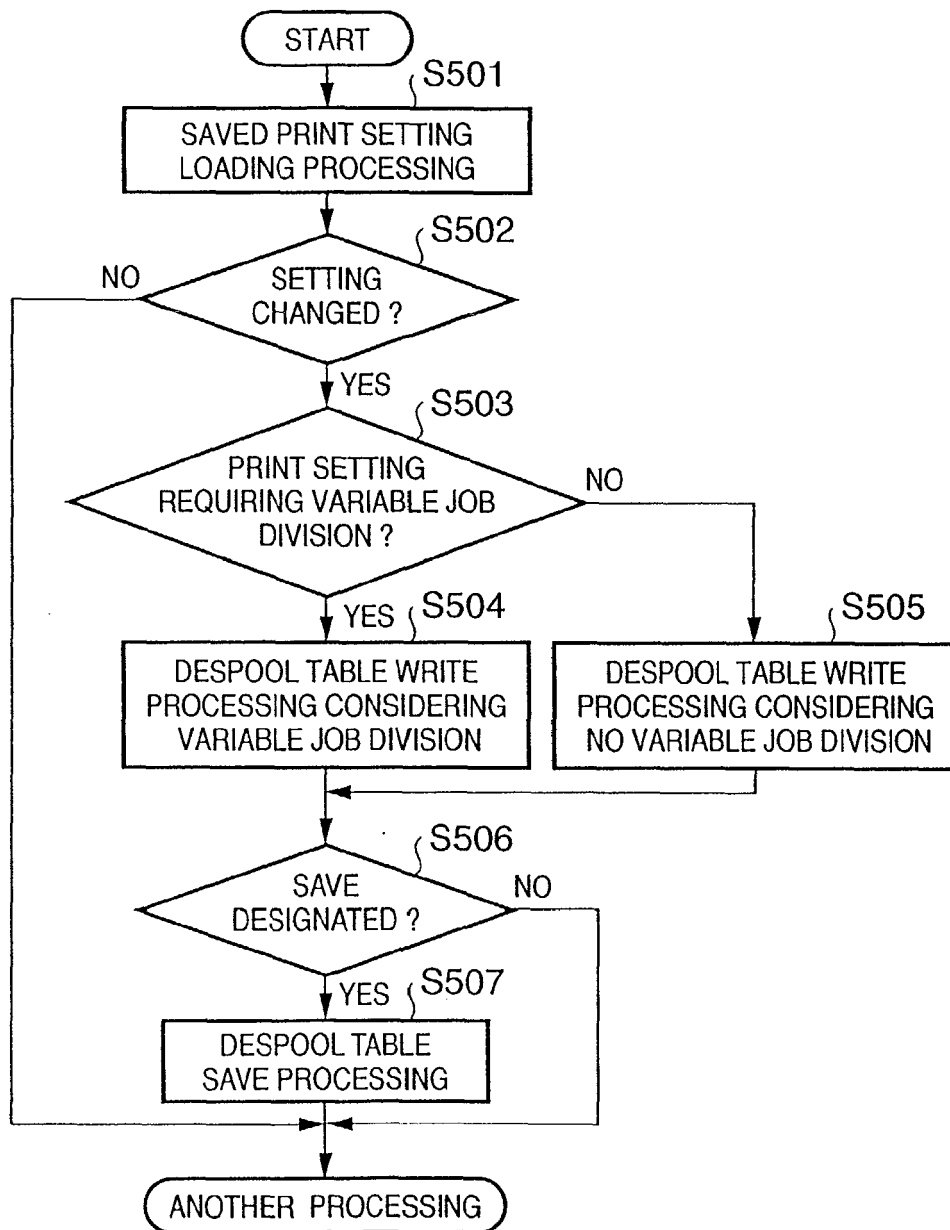 START
S501
SAVED PRINT SETTING
LOADING PROCESSING
S502
SETTING
CHANGED ?
NO
YES
S503
PRINT SETTING
REQUIRING VARIABLE JOB
DIVISION ?
NO
YES
S504
DESPOOL TABLE WRITE
PROCESSING CONSIDERING
VARIABLE JOB DIVISION
S505
DESPOOL TABLE WRITE
PROCESSING CONSIDERING
NO VARIABLE JOB DIVISION
S506
SAVE
DESIGNATED ?
NO
YES
S507
DESPOOL TABLE
SAVE PROCESSING
ANOTHER PROCESSING